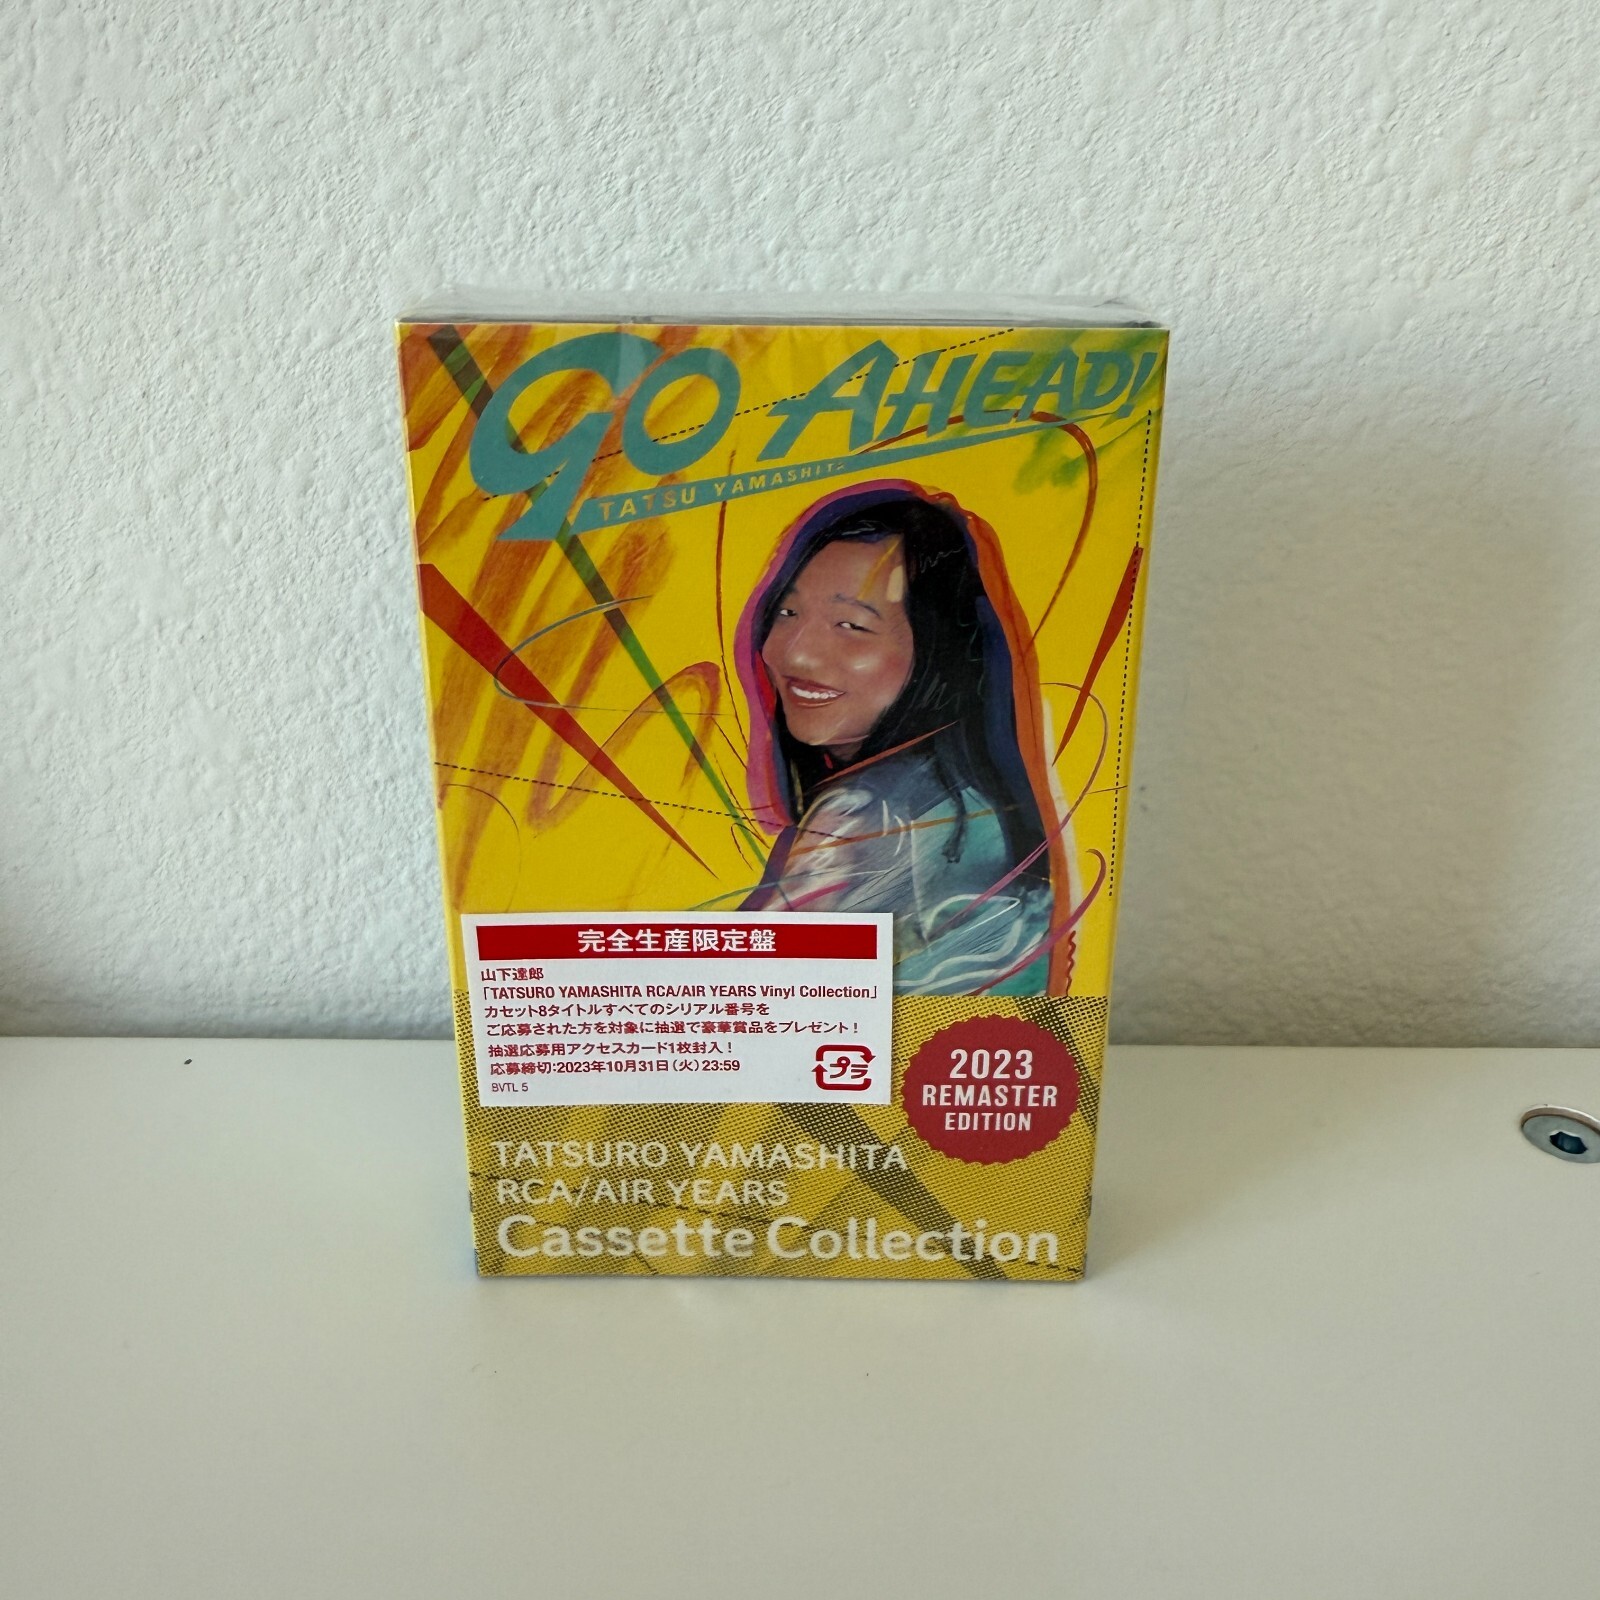 GO AHEAD!
TATSU YAMASHITA
完全生産限定盤
山下達郎
「TATSURO YAMASHITA RCA/AIR YEARS Vinyl Collection」
カセット8タイトルすべてのシリアル番号を
ご応募された方を対象に抽選で豪華賞品をプレゼント！
抽選応募用アクセスカード1枚封入！
応募締切:2023年10月31日(火)23:59
BVTL 5
プラ
2023
REMASTER
EDITION
TATSURO YAMASHITA
RCA/AIR YEARS
Cassette Collection